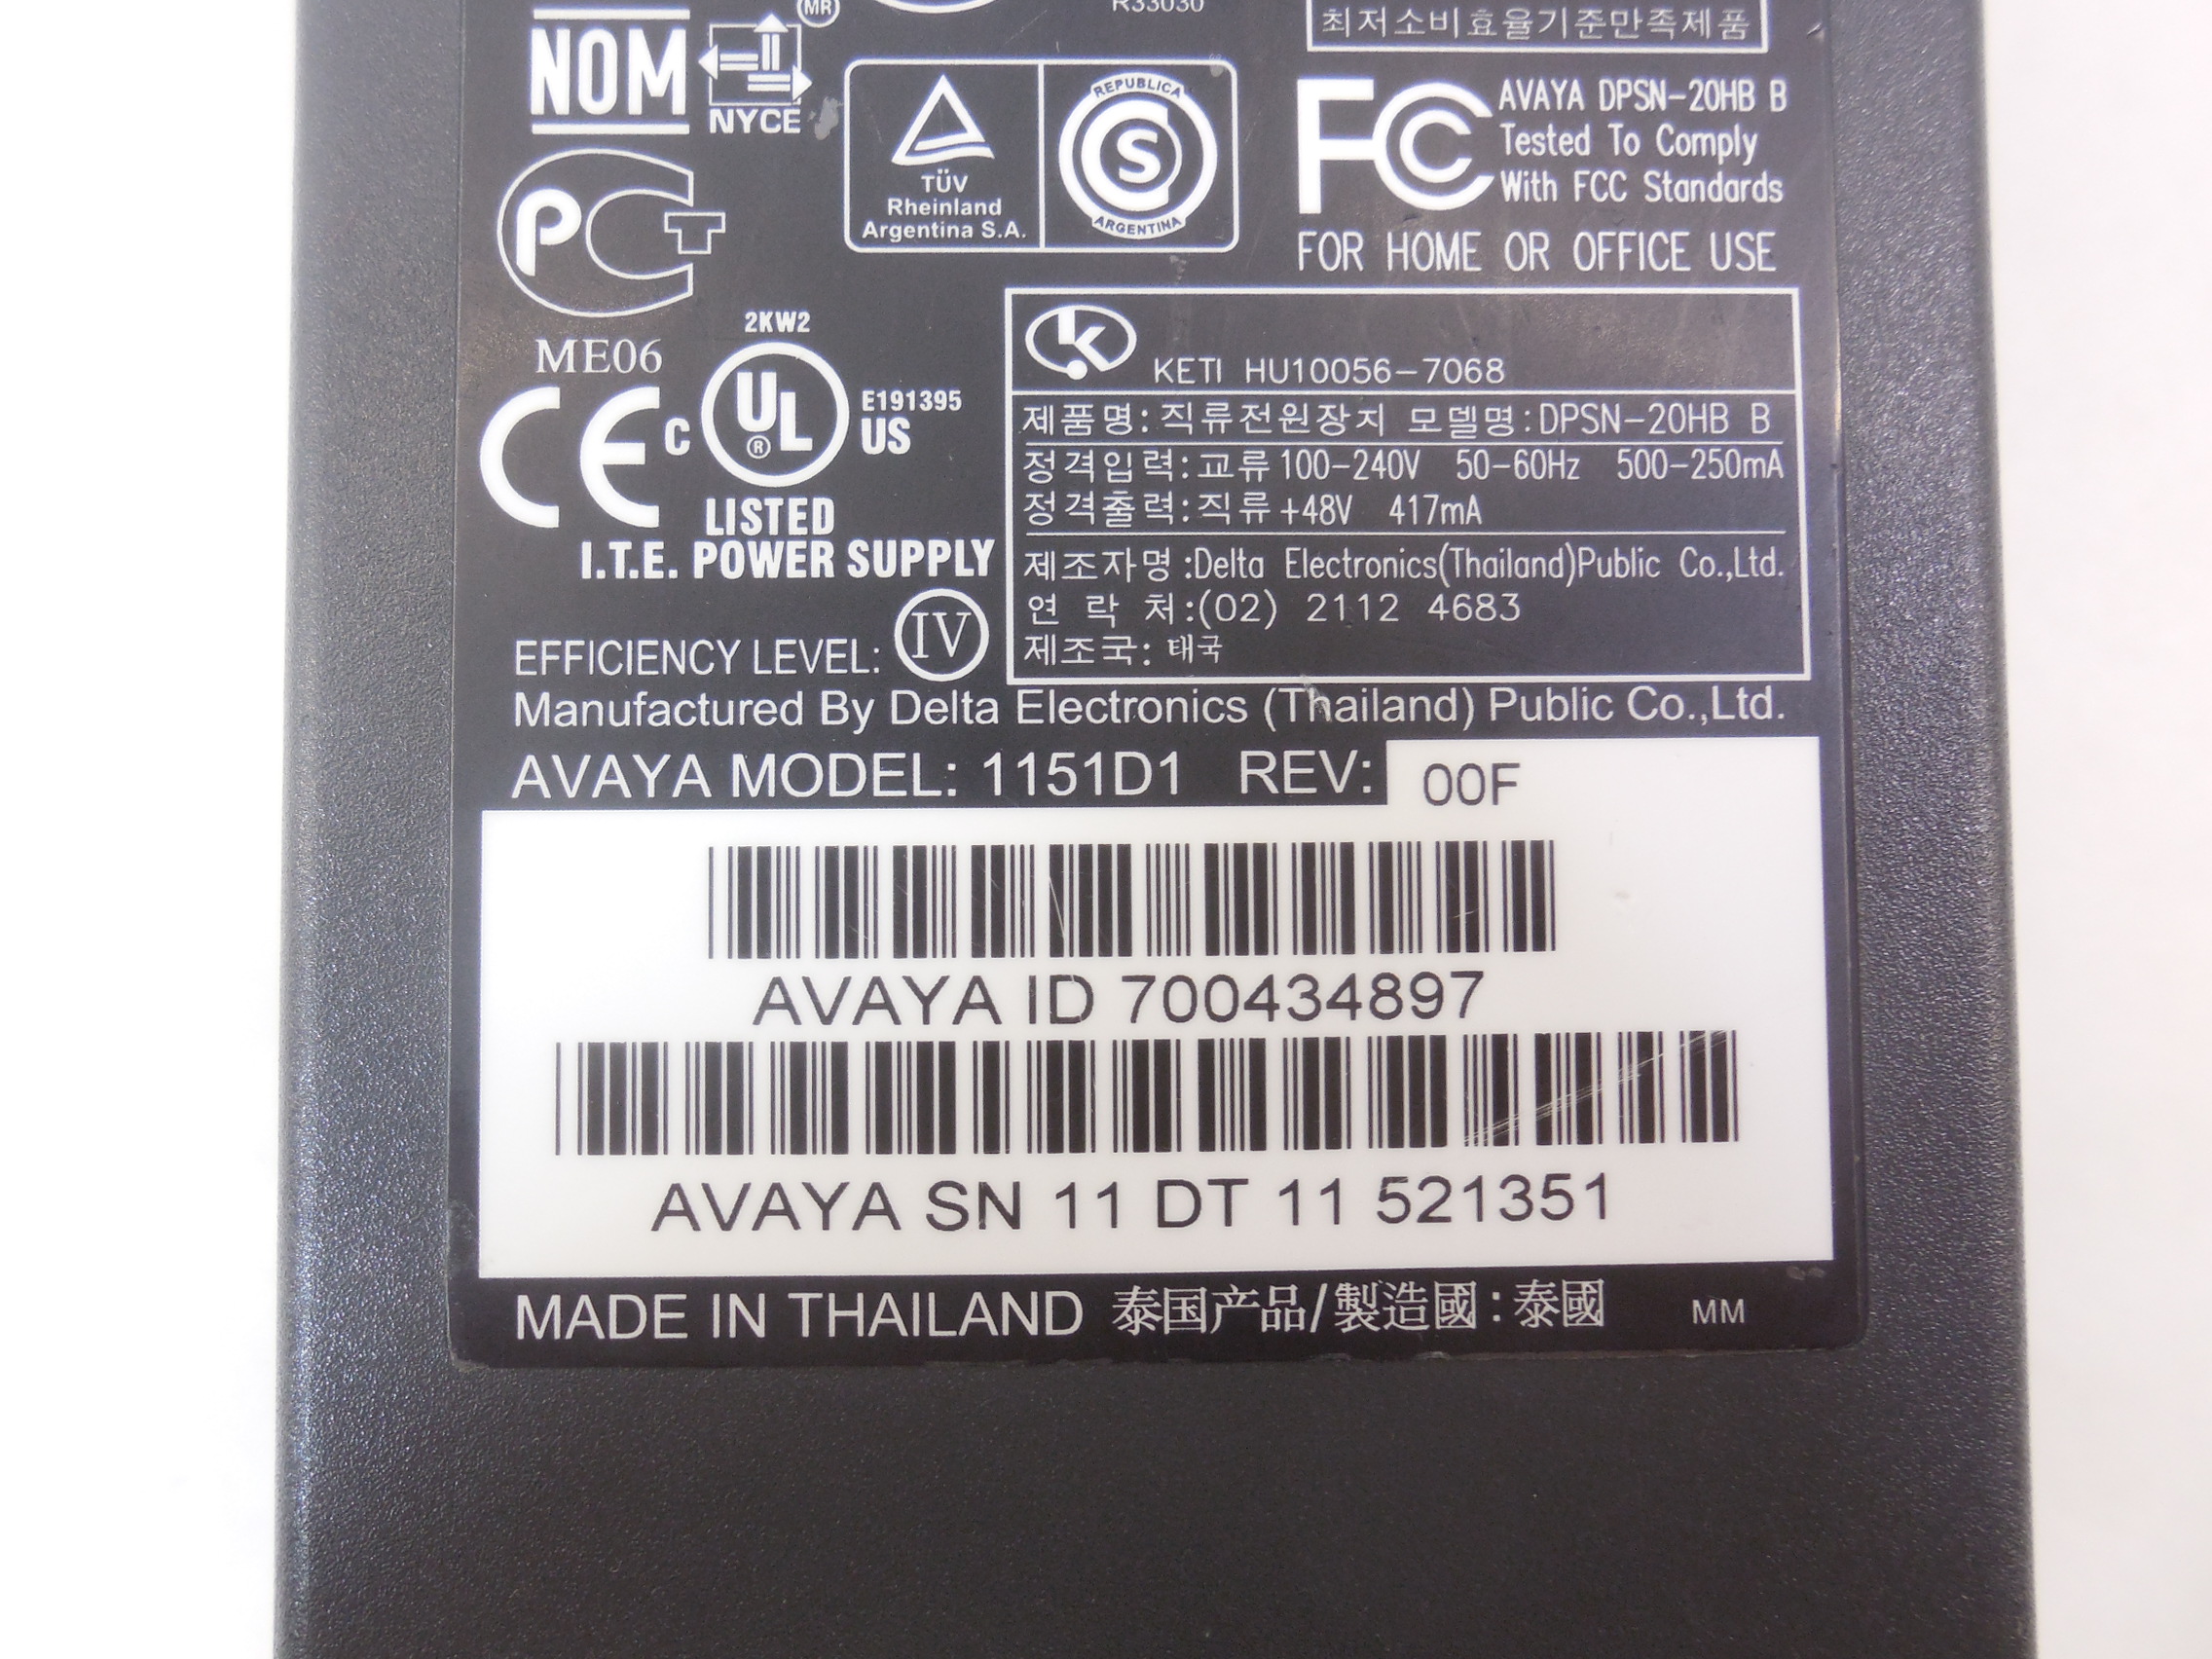 R33030
최저소비효율기준만족제품
NOM
MR
NYCE
TÜV
Rheinland
Argentina S.A.
REPUBLICA
S
ARGENTINA
FC
AVAYA DPSN-20HB B
Tested To Comply
With FCC Standards
FOR HOME OR OFFICE USE
PCT
ME06
CE
2KW2
C UL ® US
E191395
LISTED
I.T.E. POWER SUPPLY
EFFICIENCY LEVEL: IV
K KETI HU10056-7068
제품명: 직류전원장치 모델명: DPSN-20HB B
정격입력: 교류 100-240V 50-60Hz 500-250mA
정격출력: 직류 +48V 417mA
제조자명 :Delta Electronics(Thailand)Public Co.,Ltd.
연 락 처:(02) 2112 4683
제조국: 태국
Manufactured By Delta Electronics (Thailand) Public Co.,Ltd.
AVAYA MODEL: 1151D1 REV: 00F
AVAYA ID 700434897
AVAYA SN 11 DT 11 521351
MADE IN THAILAND 泰国产品/製造國:泰國 MM